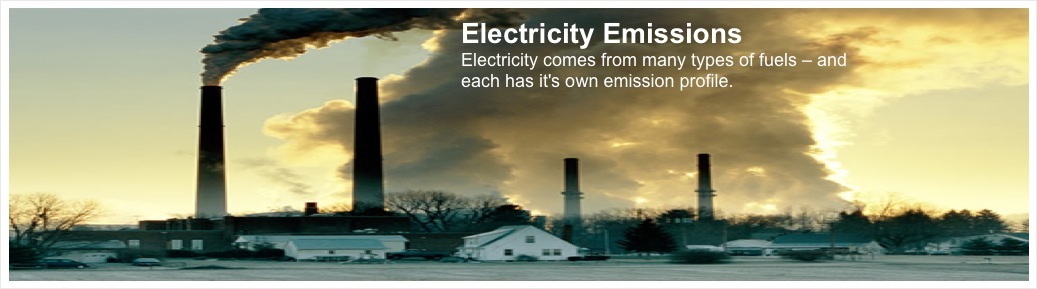 Electricity Emissions
Electricity comes from many types of fuels – and
each has it's own emission profile.